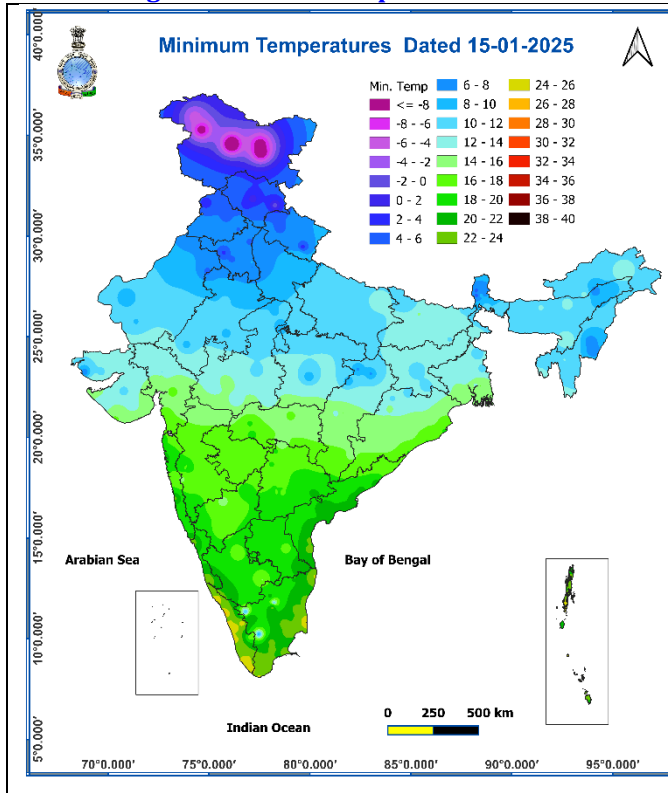 Minimum Temperatures Dated 15-01-2025
Min. Temp
<= -8
-8 - -6
-6 - -4
-4 - -2
-2 - 0
0 - 2
2 - 4
4 - 6
6 - 8
8 - 10
10 - 12
12 - 14
14 - 16
16 - 18
18 - 20
20 - 22
22 - 24
24 - 26
26 - 28
28 - 30
30 - 32
32 - 34
34 - 36
36 - 38
38 - 40
40°0.000'
35°0.000'
30°0.000'
25°0.000'
20°0.000'
15°0.000'
10°0.000'
5°0.000'
Arabian Sea
Bay of Bengal
Indian Ocean
0 250 500 km
70°0.000' 75°0.000' 80°0.000' 85°0.000' 90°0.000' 95°0.000'